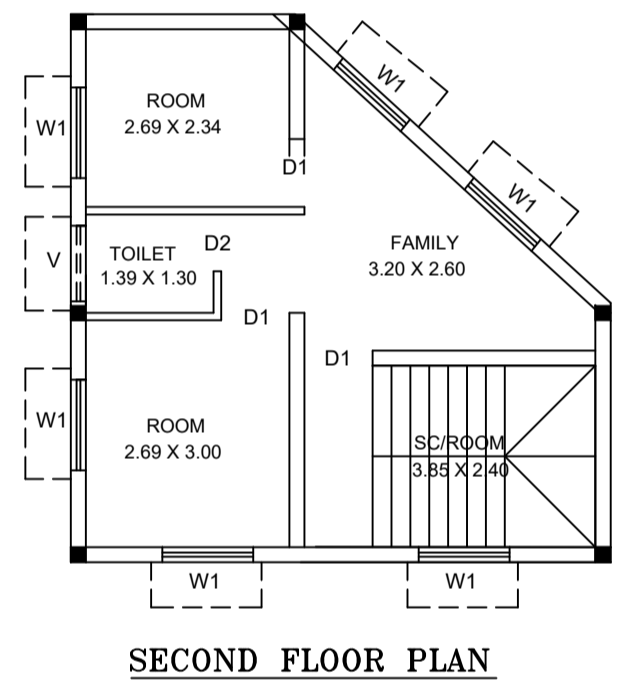 W1
ROOM
2.69 X 2.34
W1
D1
W1
V
TOILET
1.39 X 1.30
D2
FAMILY
3.20 X 2.60
D1
D1
W1
ROOM
2.69 X 3.00
SC/ROOM
3.85 X 2.40
W1
W1
SECOND FLOOR PLAN